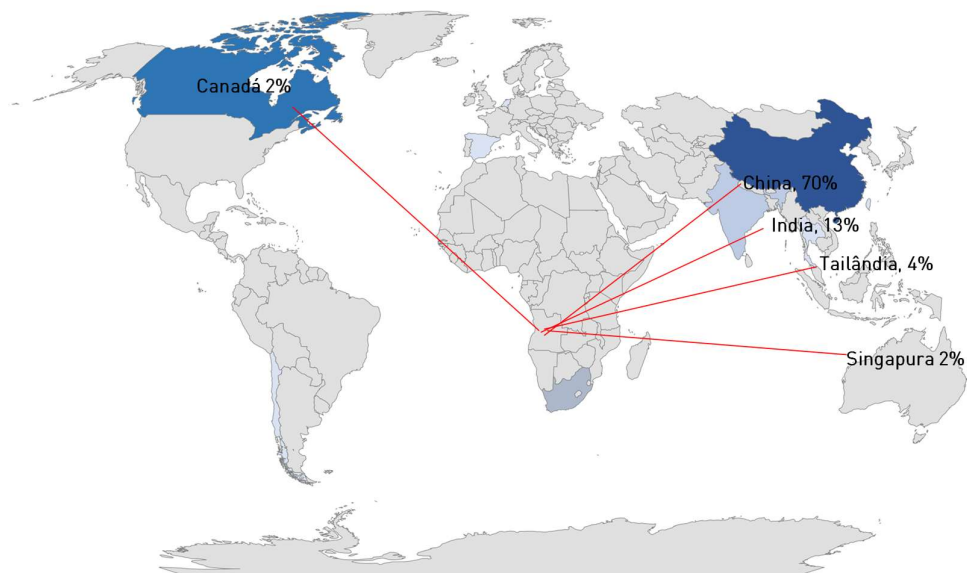 Canadá 2%
China, 70%
India, 13%
Tailândia, 4%
Singapura 2%